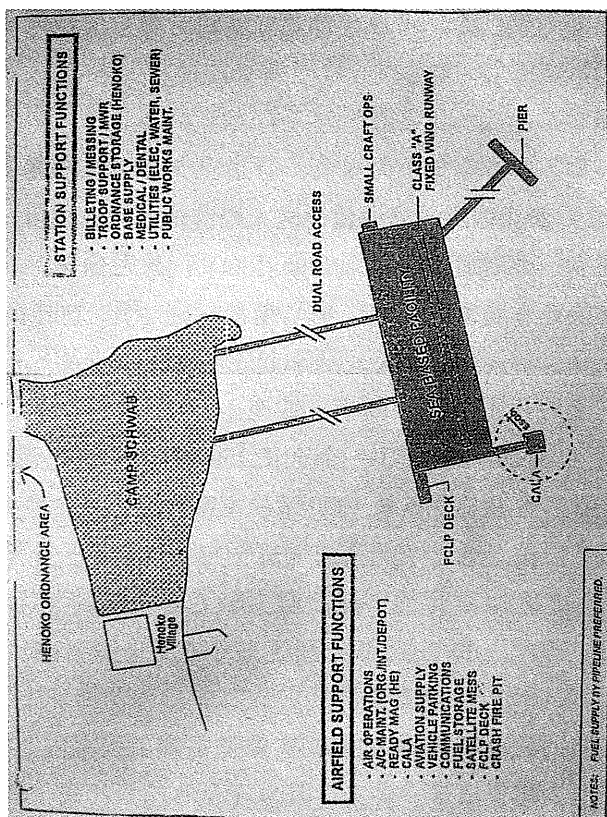 STATION SUPPORT FUNCTIONS
- BILLETING / MESSING
- TROOP SUPPORT / MWR
- ORDNANCE STORAGE (HENOKO)
- BASE SUPPLY
- MEDICAL / DENTAL
- UTILITIES (ELEC, WATER, SEWER)
- PUBLIC WORKS MAINT.
HENOKO ORDNANCE AREA
CAMP SCHWAB
Henoko
Village
DUAL ROAD ACCESS
SMALL CRAFT OPS
CLASS "A"
FIXED WING RUNWAY
SEA BASED FACILITY
PIER
FCLP DECK
CALA
AIRFIELD SUPPORT FUNCTIONS
- AIR OPERATIONS
- A/C MAINT. (ORG./INT/DEPOT)
- READY MAG (HE)
- CALA
- AVIATION SUPPLY
- VEHICLE PARKING
- COMMUNICATIONS
- FUEL STORAGE
- SATELLITE MESS
- FCLP DECK
- CRASH FIRE PIT
NOTES: FUEL SUPPLY BY PIPELINE PREFERRED.